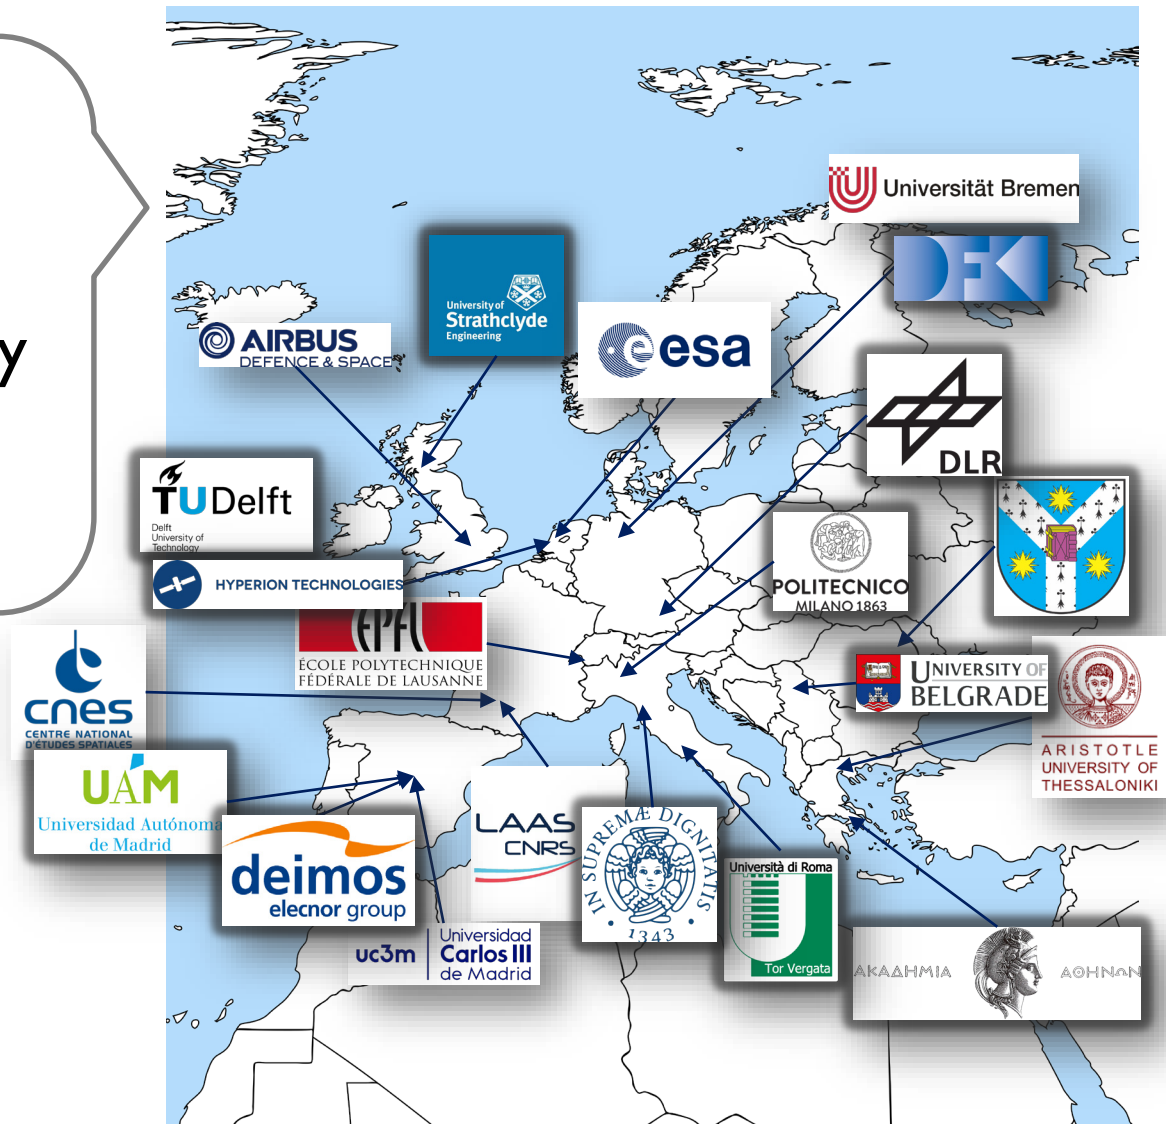 y
Universität Bremen
DFK
University of
Strathclyde
Engineering
AIRBUS
DEFENCE & SPACE
esa
DLR
TUDelft
Delft
University of
Technology
HYPERION TECHNOLOGIES
POLITECNICO
MILANO 1863
EPFL
ÉCOLE POLYTECHNIQUE
FÉDÉRALE DE LAUSANNE
cnes
CENTRE NATIONAL
D'ÉTUDES SPATIALES
UNIVERSITY OF
BELGRADE
ARISTOTLE
UNIVERSITY OF
THESSALONIKI
UAM
Universidad Autónoma
de Madrid
deimos
elecnor group
LAAS
CNRS
IN SUPREMÆ DIGNITATIS
1343
Università di Roma
Tor Vergata
uc3m
Universidad
Carlos III
de Madrid
ΑΚΑΔΗΜΙΑ
ΑΘΗΝΩΝ